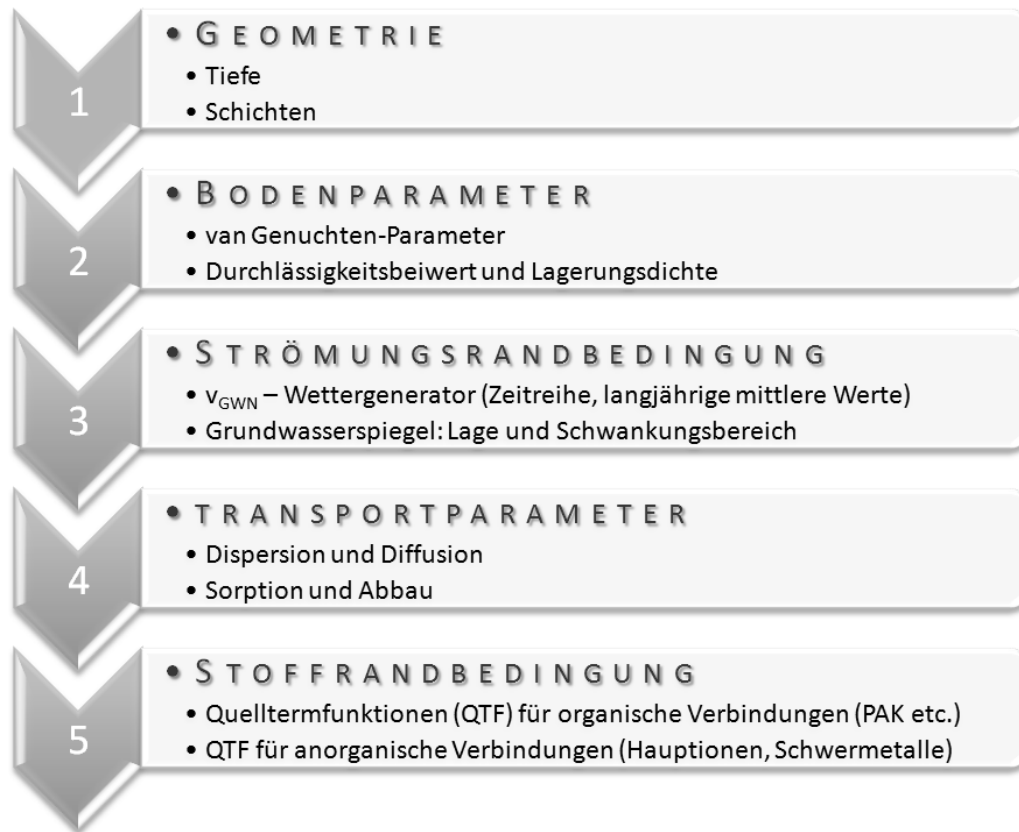 1
• GEOMETRIE
• Tiefe
• Schichten
2
• BODENPARAMETER
• van Genuchten-Parameter
• Durchlässigkeitsbeiwert und Lagerungsdichte
3
• STRÖMUNGSRANDBEDINGUNG
• vGWN – Wettergenerator (Zeitreihe, langjährige mittlere Werte)
• Grundwasserspiegel: Lage und Schwankungsbereich
4
• TRANSPORTPARAMETER
• Dispersion und Diffusion
• Sorption und Abbau
5
• STOFFRANDBEDINGUNG
• Quelltermfunktionen (QTF) für organische Verbindungen (PAK etc.)
• QTF für anorganische Verbindungen (Hauptionen, Schwermetalle)